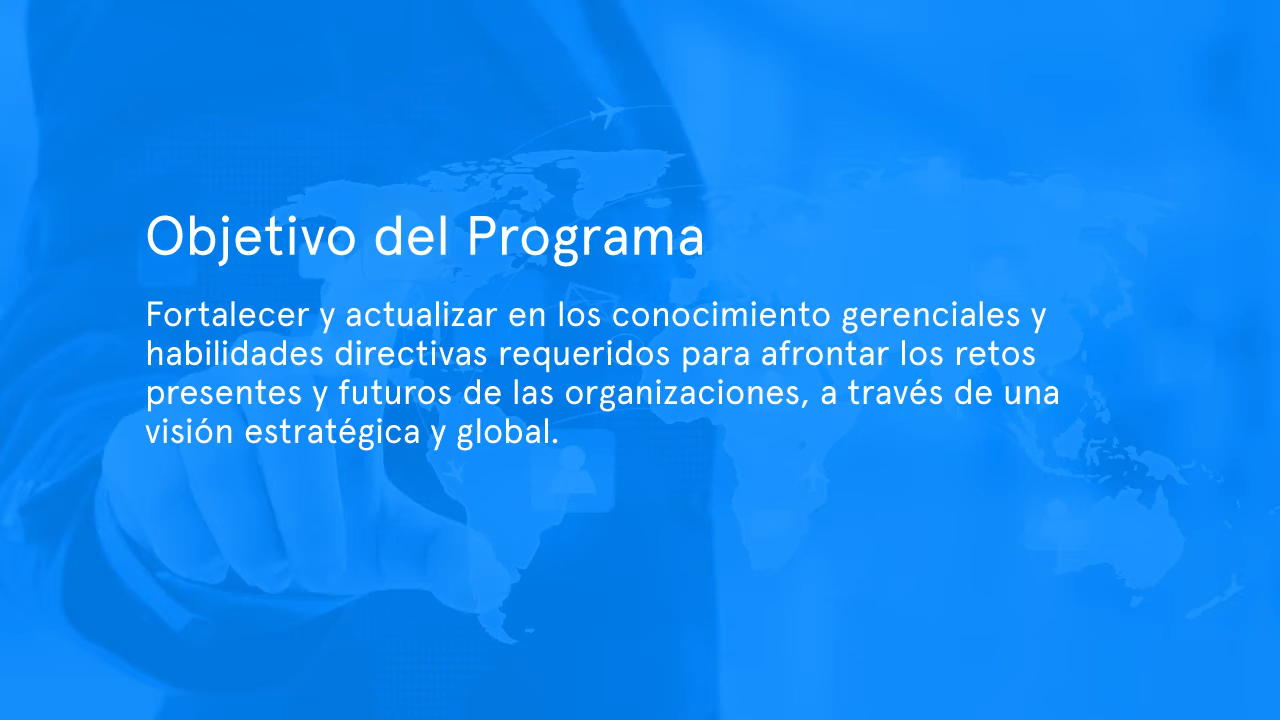 Objetivo del Programa
Fortalecer y actualizar en los conocimiento gerenciales y
habilidades directivas requeridos para afrontar los retos
presentes y futuros de las organizaciones, a través de una
visión estratégica y global.